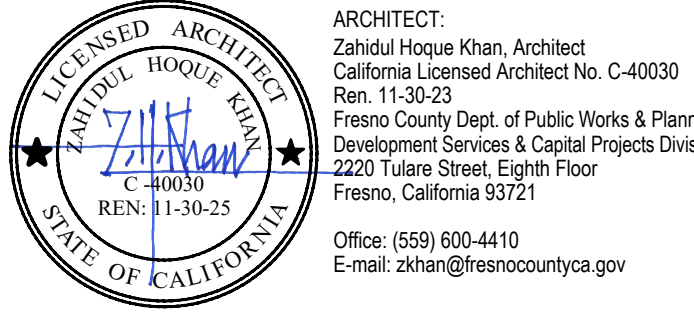 LICENSED ARCHITECT
ZAHIDUL HOQUE KHAN
Z.H.Khan
C -40030
REN: 11-30-25
STATE OF CALIFORNIA
ARCHITECT:
Zahidul Hoque Khan, Architect
California Licensed Architect No. C-40030
Ren. 11-30-23
Fresno County Dept. of Public Works & Plann
Development Services & Capital Projects Divis
2220 Tulare Street, Eighth Floor
Fresno, California 93721
Office: (559) 600-4410
E-mail: zkhan@fresnocountyca.gov